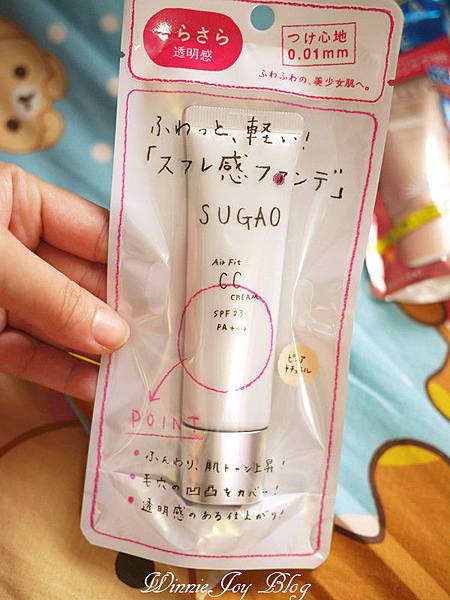 さらさら
透明感
つけ心地
0.01mm
ふわふわの、美少女肌へ。
ふわっと、軽い!
「スフレ感ファンデ」
SUGAO
Air Fit
CC
CREAM
SPF 23
PA+++
ピュア
ナチュラル
POINT
ふんわり、肌トーン上昇!
毛穴の凹凸をカバー!
透明感のある仕上がり!
Winnie.Joy Blog